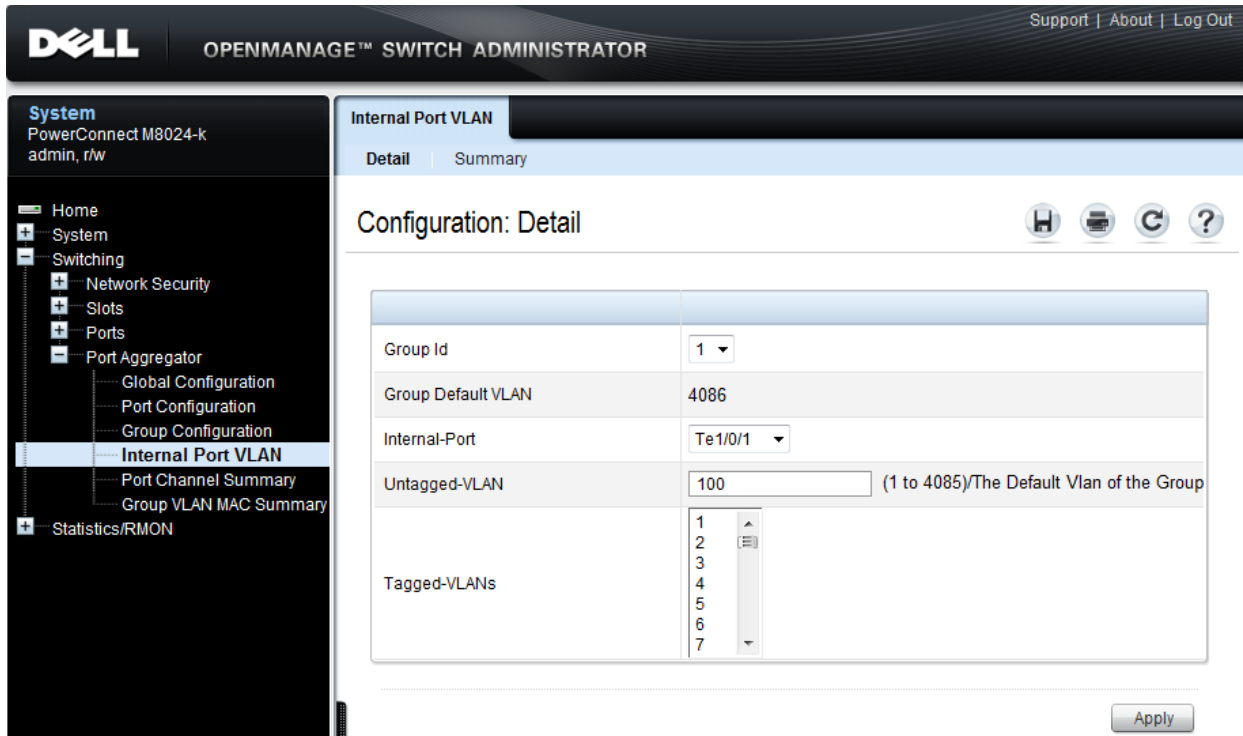 Support | About | Log Out
DELL
OPENMANAGE™ SWITCH ADMINISTRATOR
System
PowerConnect M8024-k
admin, r/w
Home
System
Switching
Network Security
Slots
Ports
Port Aggregator
Global Configuration
Port Configuration
Group Configuration
Internal Port VLAN
Port Channel Summary
Group VLAN MAC Summary
Statistics/RMON
Internal Port VLAN
Detail Summary
Configuration: Detail
Group Id 1
Group Default VLAN 4086
Internal-Port Te1/0/1
Untagged-VLAN 100 (1 to 4085)/The Default Vlan of the Group
Tagged-VLANs
1
2
3
4
5
6
7
Apply